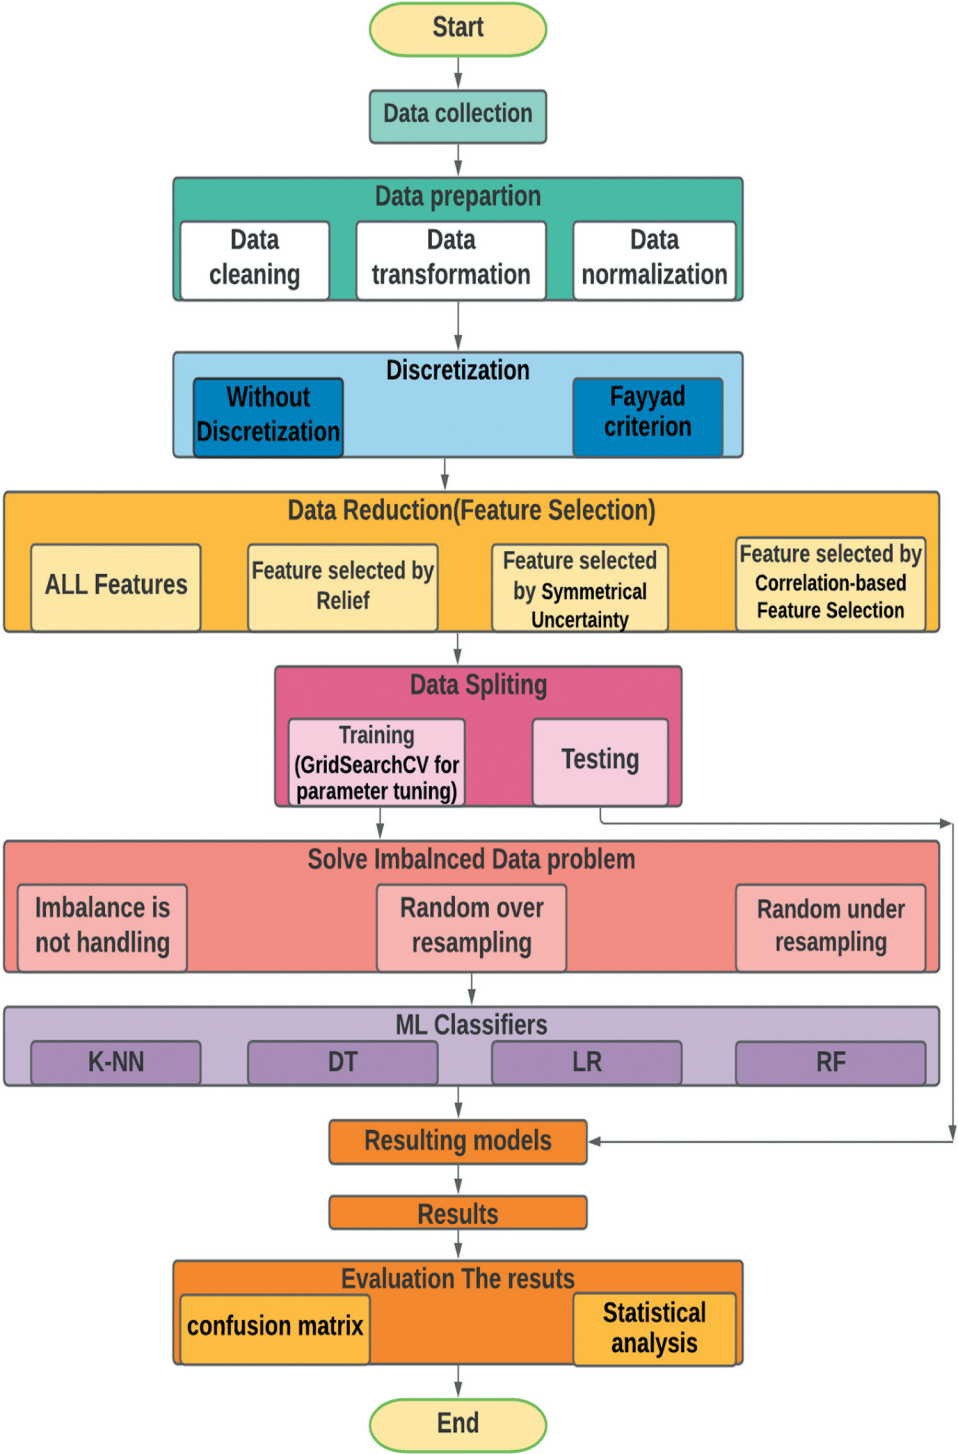 Start
Data collection
Data prepartion
Data
cleaning
Data
transformation
Data
normalization
Discretization
Without
Discretization
Fayyad
criterion
Data Reduction(Feature Selection)
ALL Features
Feature selected by
Relief
Feature selected
by Symmetrical
Uncertainty
Feature selected by
Correlation-based
Feature Selection
Data Spliting
Training
(GridSearchCV for
parameter tuning)
Testing
Solve Imbalnced Data problem
Imbalance is
not handling
Random over
resampling
Random under
resampling
ML Classifiers
K-NN
DT
LR
RF
Resulting models
Results
Evaluation The resuts
confusion matrix
Statistical
analysis
End